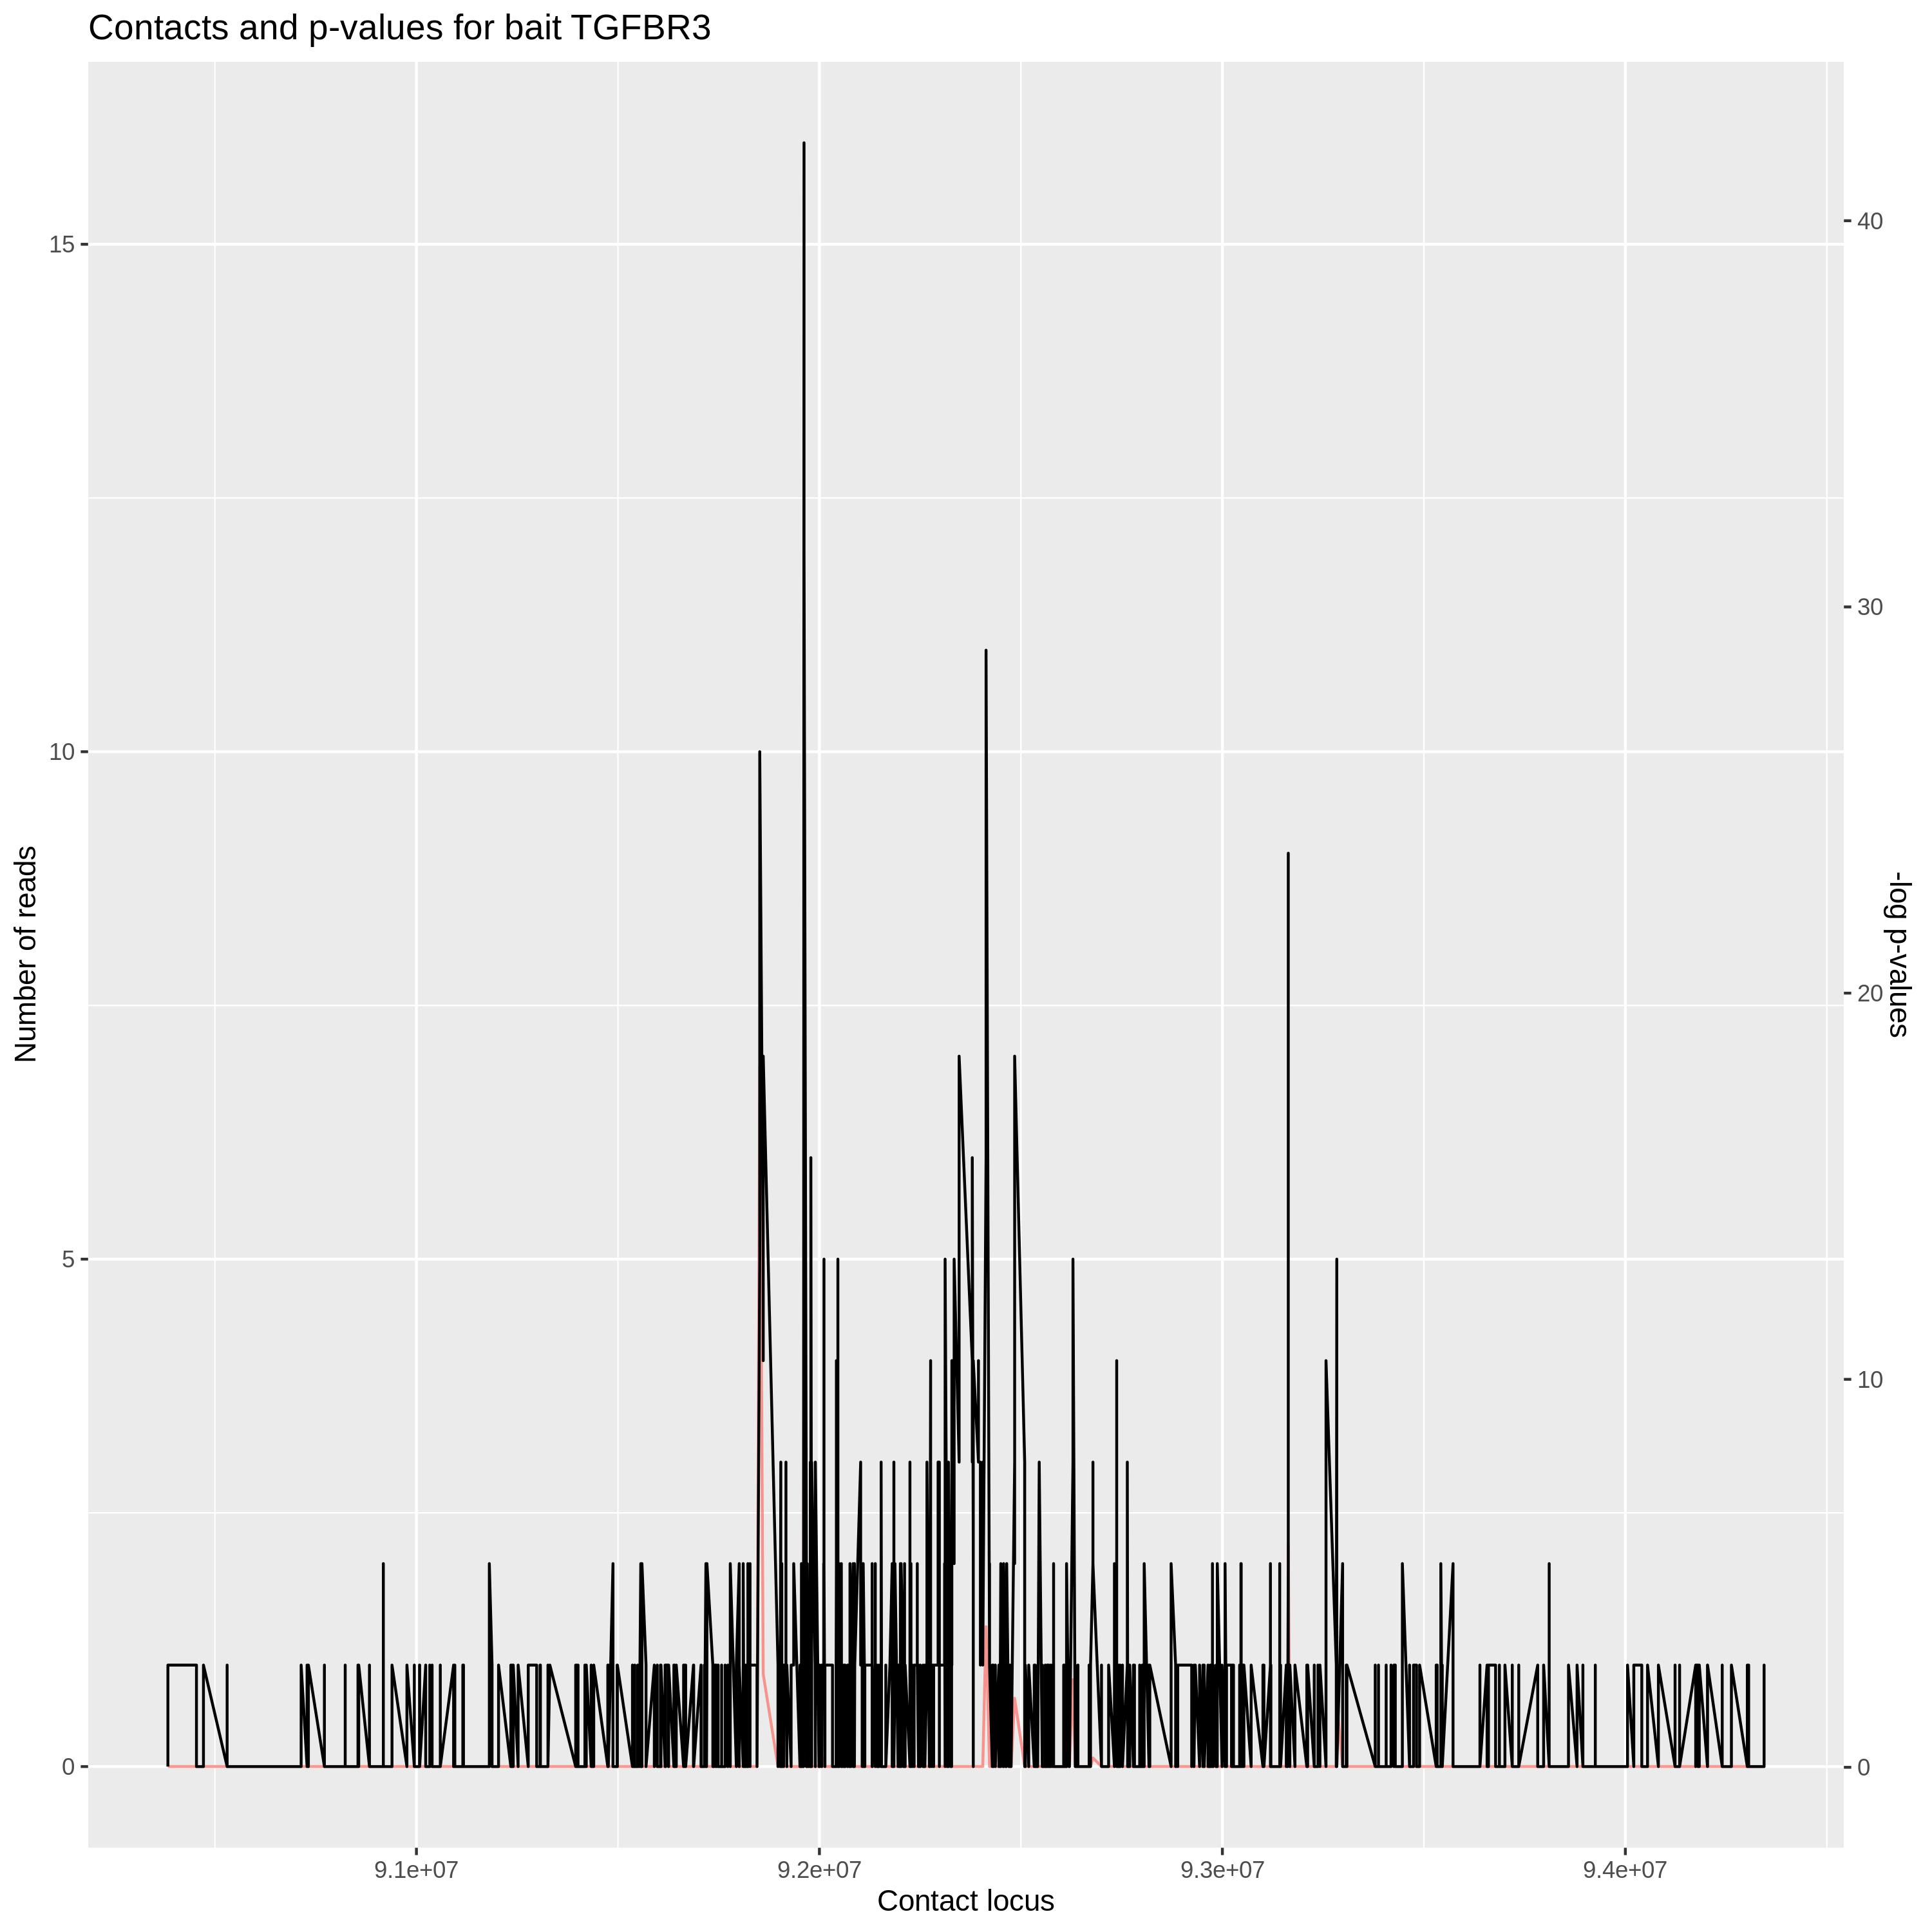 Contacts and p-values for bait TGFBR3
Number of reads
15
10
5
0
40
30
20
10
0
-log p-values
9.1e+07 9.2e+07 9.3e+07 9.4e+07
Contact locus